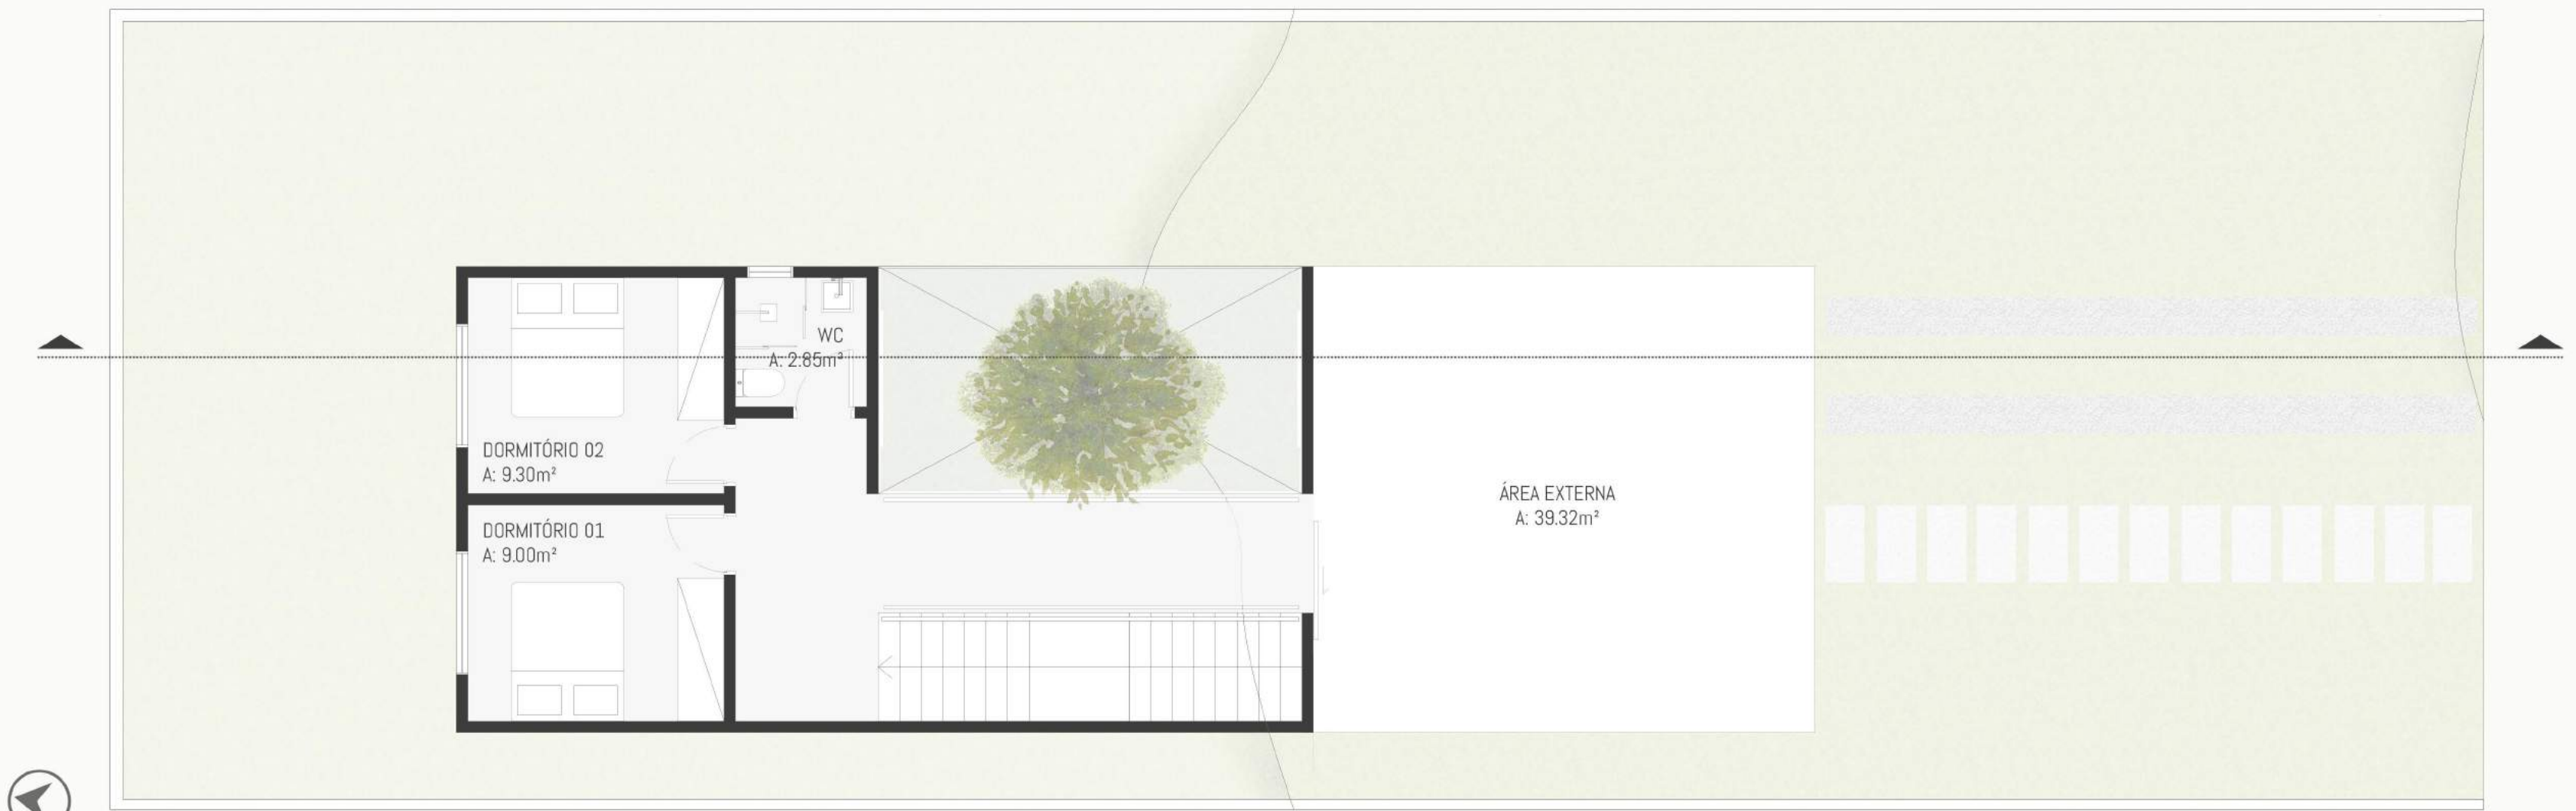 WC
A: 2.85m²
DORMITÓRIO 02
A: 9.30m²
DORMITÓRIO 01
A: 9.00m²
ÁREA EXTERNA
A: 39.32m²